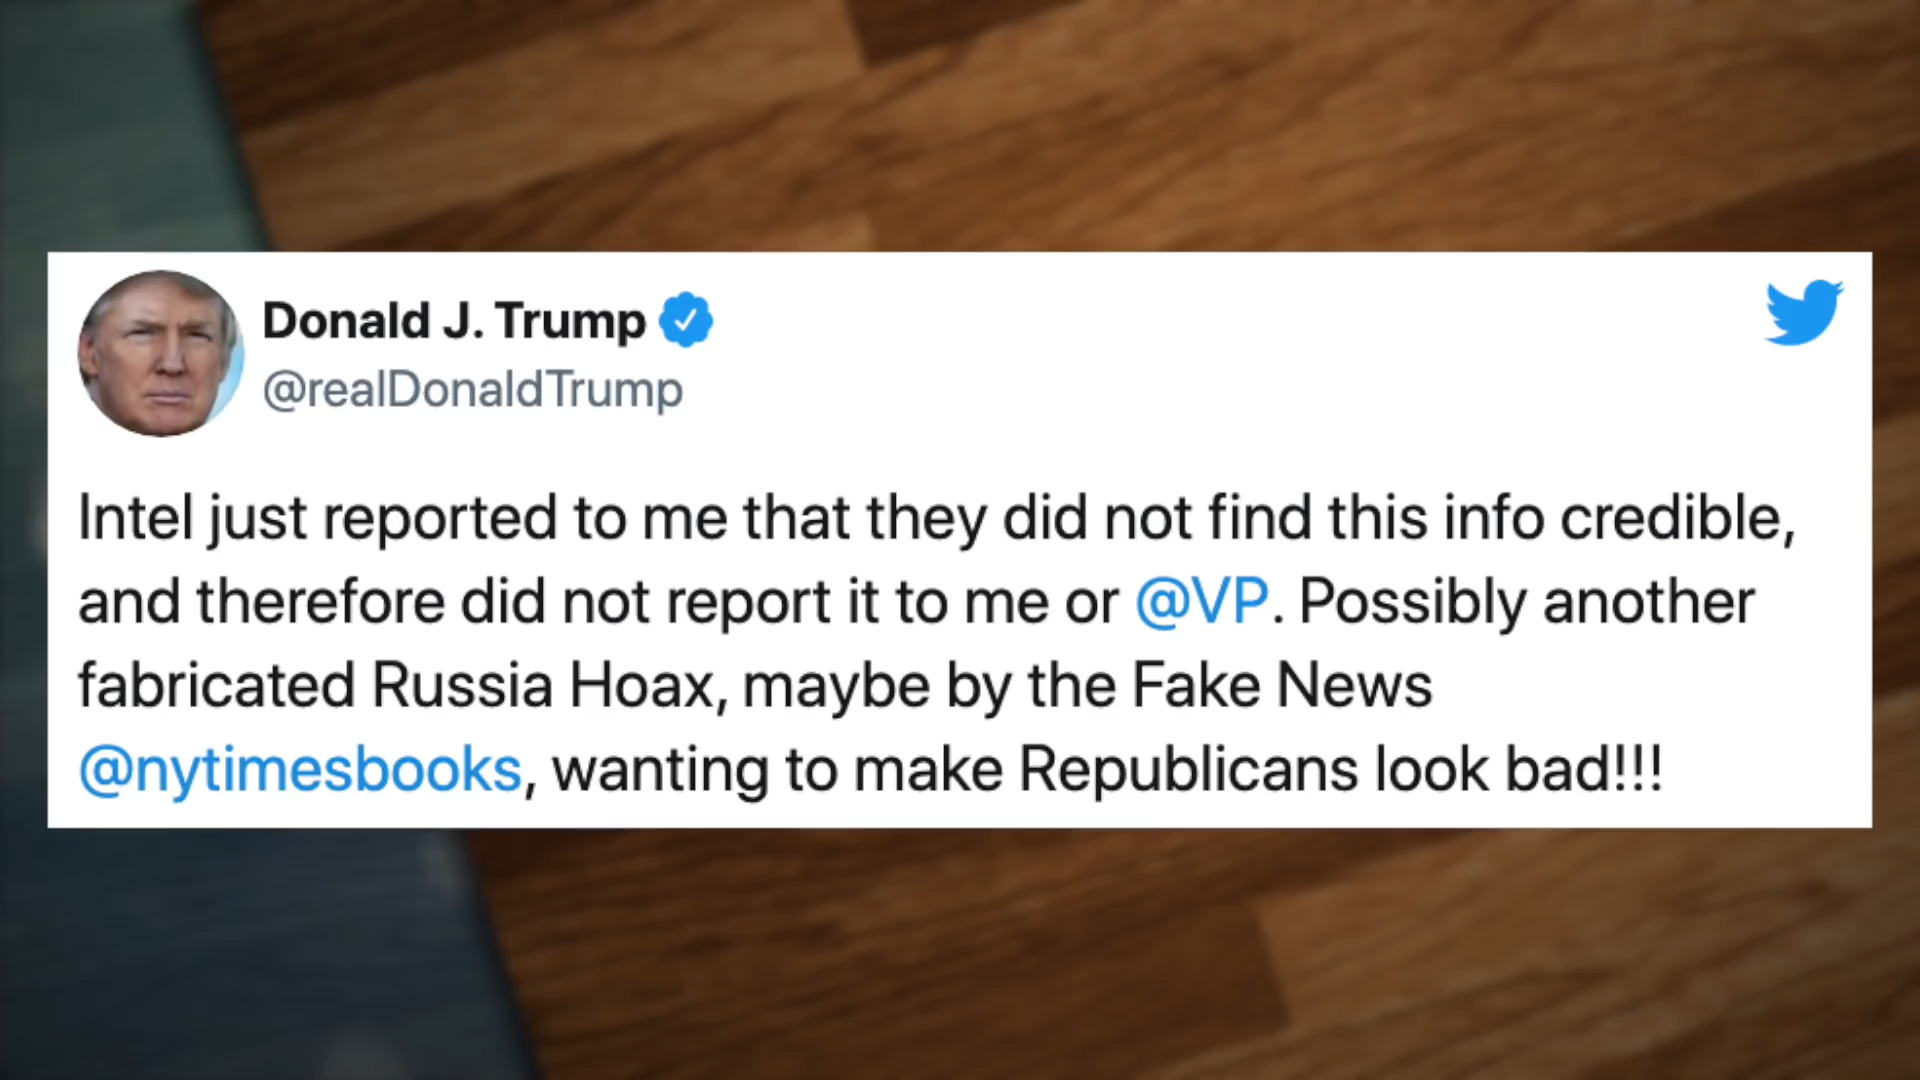 Donald J. Trump
@realDonaldTrump
Intel just reported to me that they did not find this info credible,
and therefore did not report it to me or @VP. Possibly another
fabricated Russia Hoax, maybe by the Fake News
@nytimesbooks, wanting to make Republicans look bad!!!